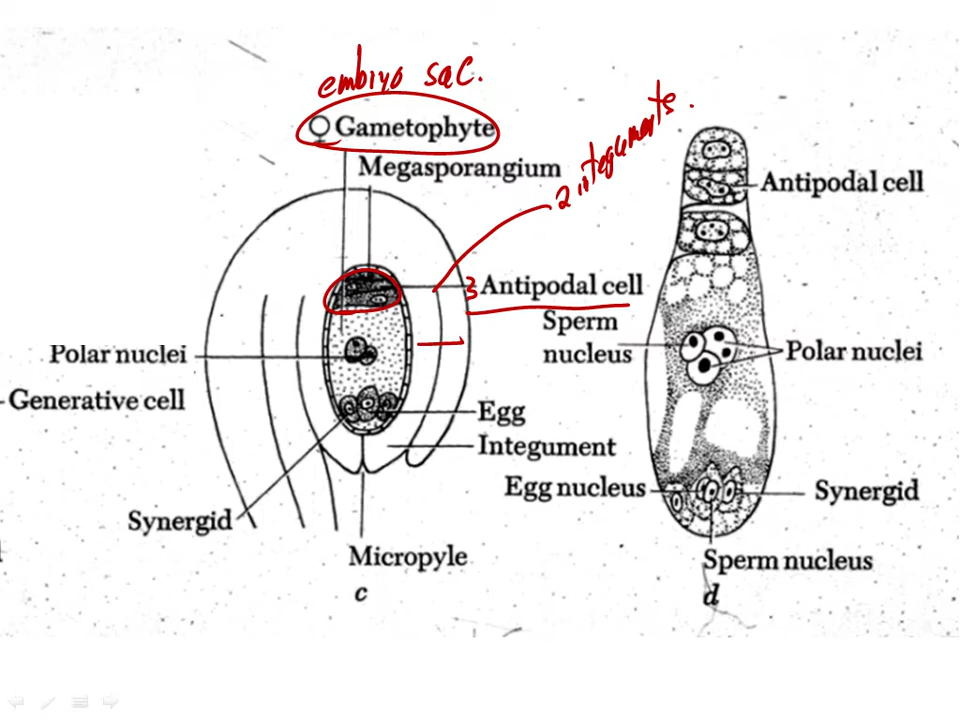 embryo sac.
♀ Gametophyte
2 integuments.
Megasporangium
Antipodal cell
3 Antipodal cell
Sperm
nucleus
Polar nuclei
Polar nuclei
Generative cell
Egg
Integument
Egg nucleus
Synergid
Synergid
Micropyle
Sperm nucleus
c
d